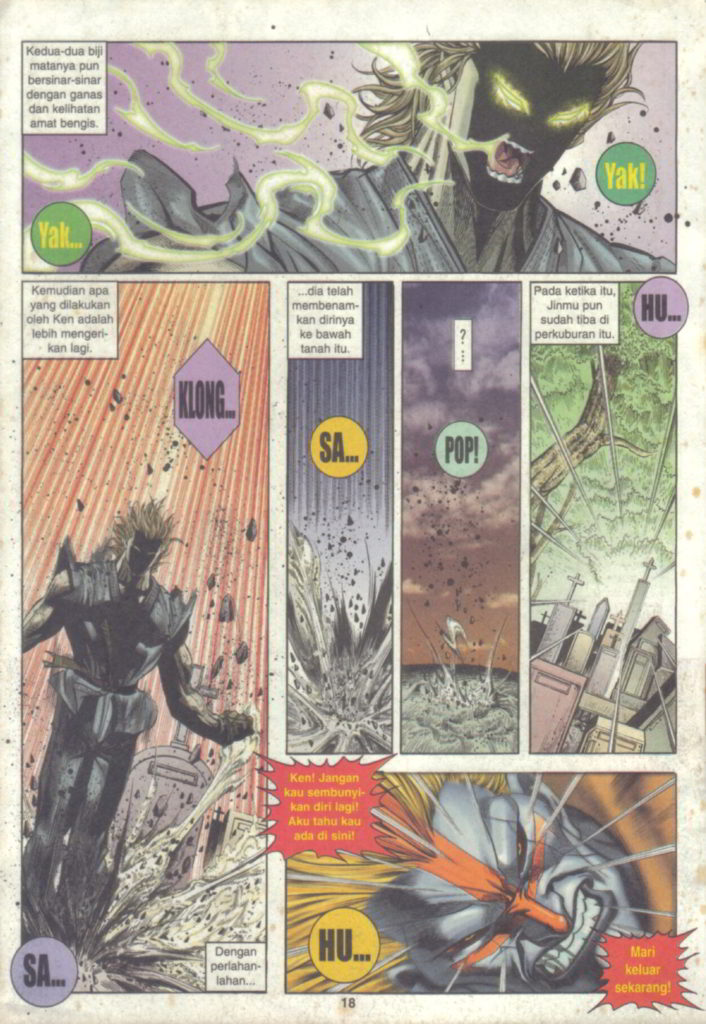 Kedua-dua biji
matanya pun
bersinar-sinar
dengan ganas
dan kelihatan
amat bengis.
Yak...
Yak!
Kemudian apa
yang dilakukan
oleh Ken adalah
lebih mengeri-
kan lagi.
KLONG...
SA...
Dengan
perlahan-
lahan...
...dia telah
membenam-
kan dirinya
ke bawah
tanah itu.
SA...
?
...
POP!
Pada ketika itu,
Jinmu pun
sudah tiba di
perkuburan itu.
HU...
Ken! Jangan
kau sembunyi-
kan diri lagi!
Aku tahu kau
ada di sini!
HU...
Mari
keluar
sekarang!
18